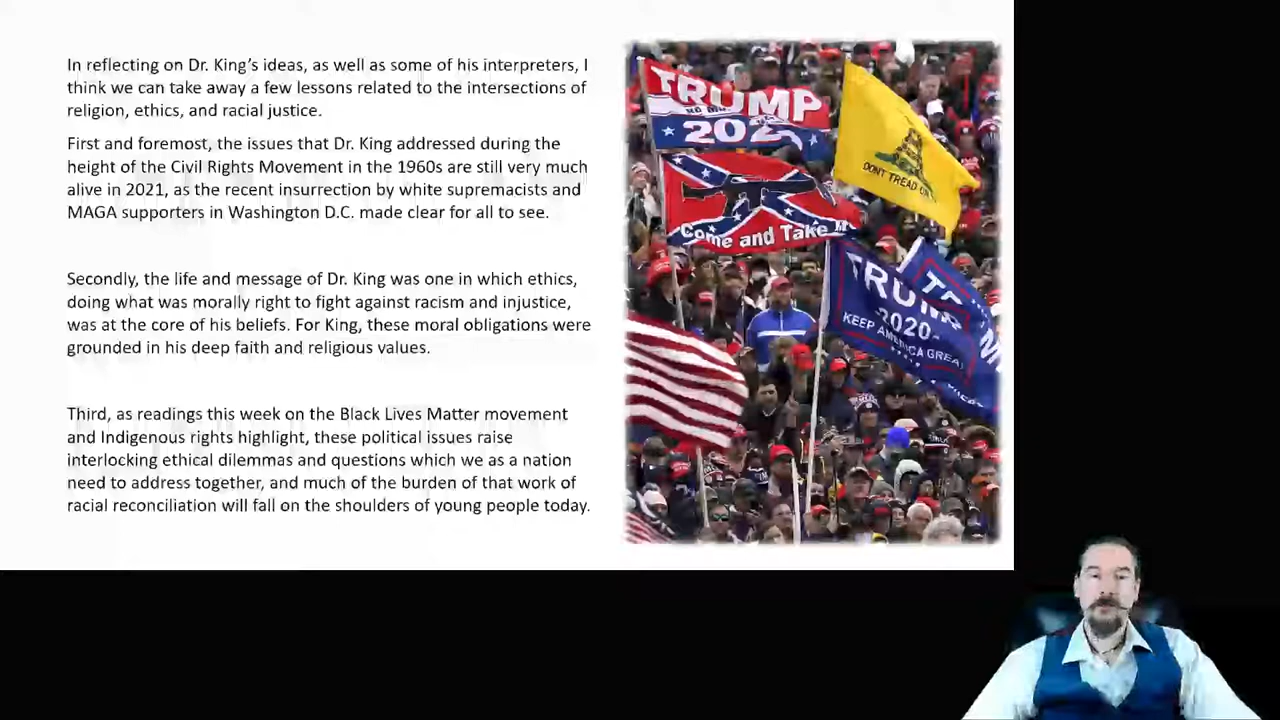 In reflecting on Dr. King's ideas, as well as some of his interpreters, I
think we can take away a few lessons related to the intersections of
religion, ethics, and racial justice.
First and foremost, the issues that Dr. King addressed during the
height of the Civil Rights Movement in the 1960s are still very much
alive in 2021, as the recent insurrection by white supremacists and
MAGA supporters in Washington D.C. made clear for all to see.
Secondly, the life and message of Dr. King was one in which ethics,
doing what was morally right to fight against racism and injustice,
was at the core of his beliefs. For King, these moral obligations were
grounded in his deep faith and religious values.
Third, as readings this week on the Black Lives Matter movement
and Indigenous rights highlight, these political issues raise
interlocking ethical dilemmas and questions which we as a nation
need to address together, and much of the burden of that work of
racial reconciliation will fall on the shoulders of young people today.
TRUMP
NO
202
DONT TREAD ON
Come and Take It
TRUMP
2020
KEEP AMERICA GREAT